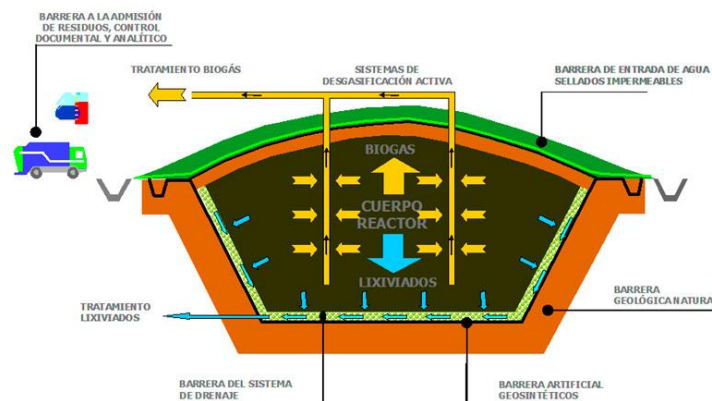 BARRERA A LA ADMISIÓN
DE RESIDUOS, CONTROL
DOCUMENTAL Y ANALÍTICO
TRATAMIENTO BIOGÁS
SISTEMAS DE
DESGASIFICACIÓN ACTIVA
BARRERA DE ENTRADA DE AGUA
SELLADOS IMPERMEABLES
BIOGAS
CUERPO
REACTOR
LIXIVIADOS
TRATAMIENTO
LIXIVIADOS
BARRERA
GEOLÓGICA NATURA
BARRERA DEL SISTEMA
DE DRENAJE
BARRERA ARTIFICIAL
GEOSINTÉTICOS